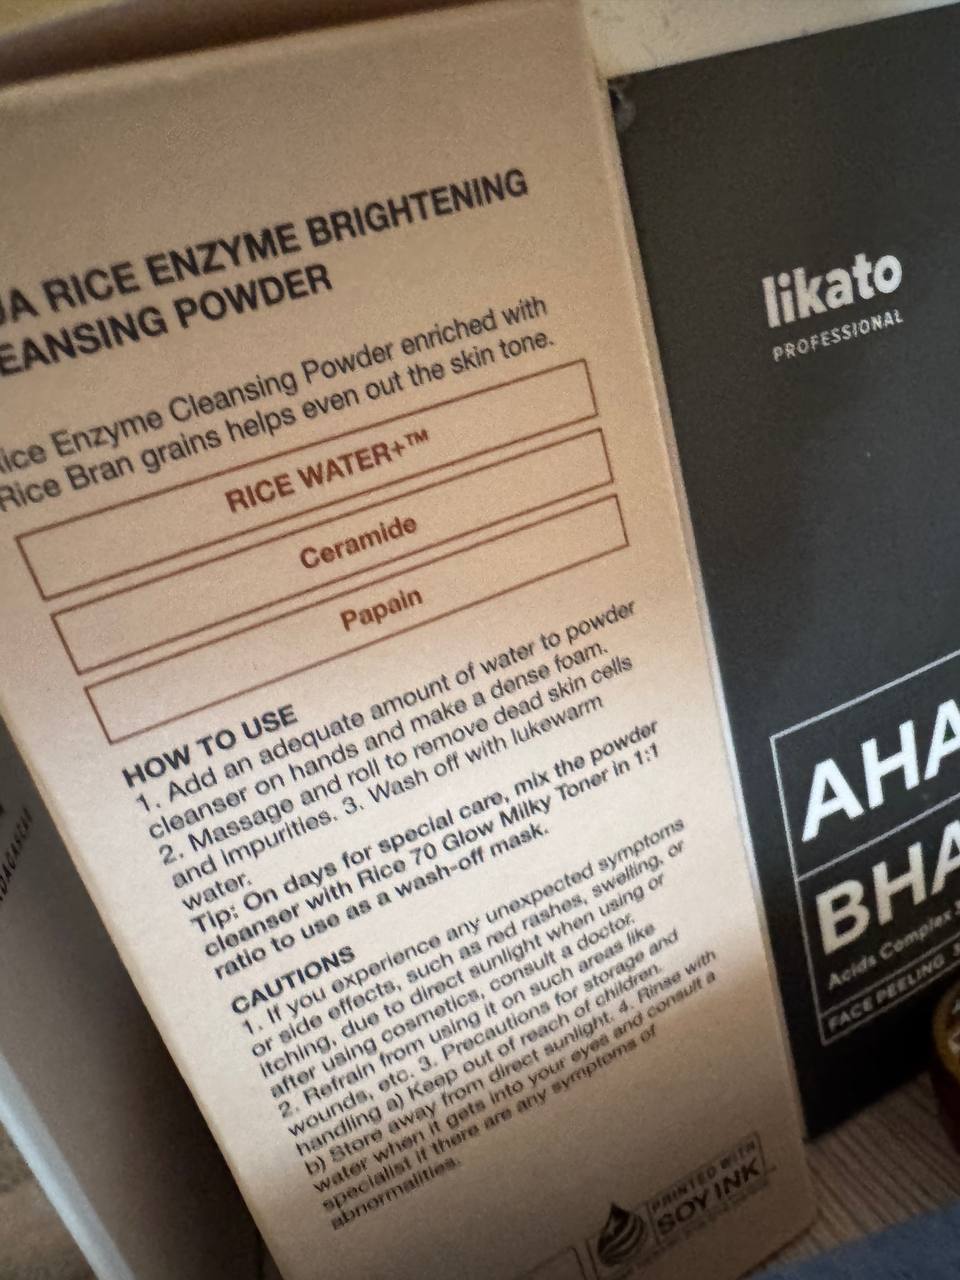 RICE ENZYME BRIGHTENING
EANSING POWDER
ice Enzyme Cleansing Powder enriched with
Rice Bran grains helps even out the skin tone.
RICE WATER+™
Ceramide
Papain
HOW TO USE
1. Add an adequate amount of water to powder
cleanser on hands and make a dense foam.
2. Massage and roll to remove dead skin cells
and impurities. 3. Wash off with lukewarm
water.
Tip: On days for special care, mix the powder
cleanser with Rice 70 Glow Milky Toner in 1:1
ratio to use as a wash-off mask.
CAUTIONS
1. If you experience any unexpected symptoms
or side effects, such as red rashes, swelling, or
itching, due to direct sunlight when using or
after using cosmetics, consult a doctor.
2. Refrain from using it on such areas like
wounds, etc. 3. Precautions for storage and
handling a) Keep out of reach of children.
b) Store away from direct sunlight. 4. Rinse with
water when it gets into your eyes and consult a
specialist if there are any symptoms of
abnormalities.
PRINTED WITH
SOY INK
likato
PROFESSIONAL
AHA
BHA
Acids Complex
FACE PEELING